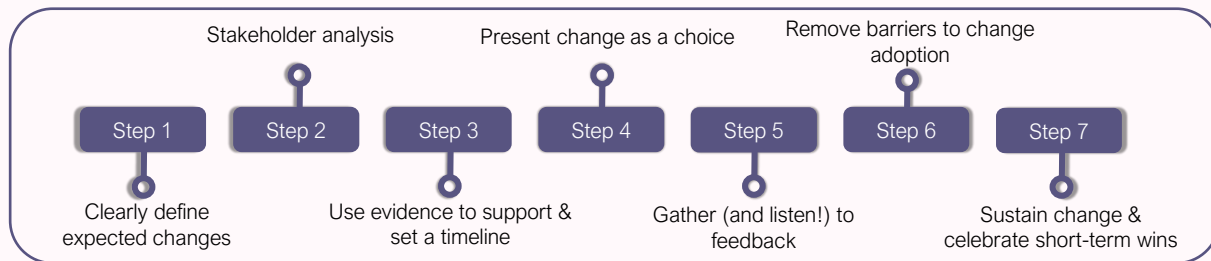 Stakeholder analysis
Present change as a choice
Remove barriers to change
adoption
Step 1
Step 2
Step 3
Step 4
Step 5
Step 6
Step 7
Clearly define
expected changes
Use evidence to support &
set a timeline
Gather (and listen!) to
feedback
Sustain change &
celebrate short-term wins